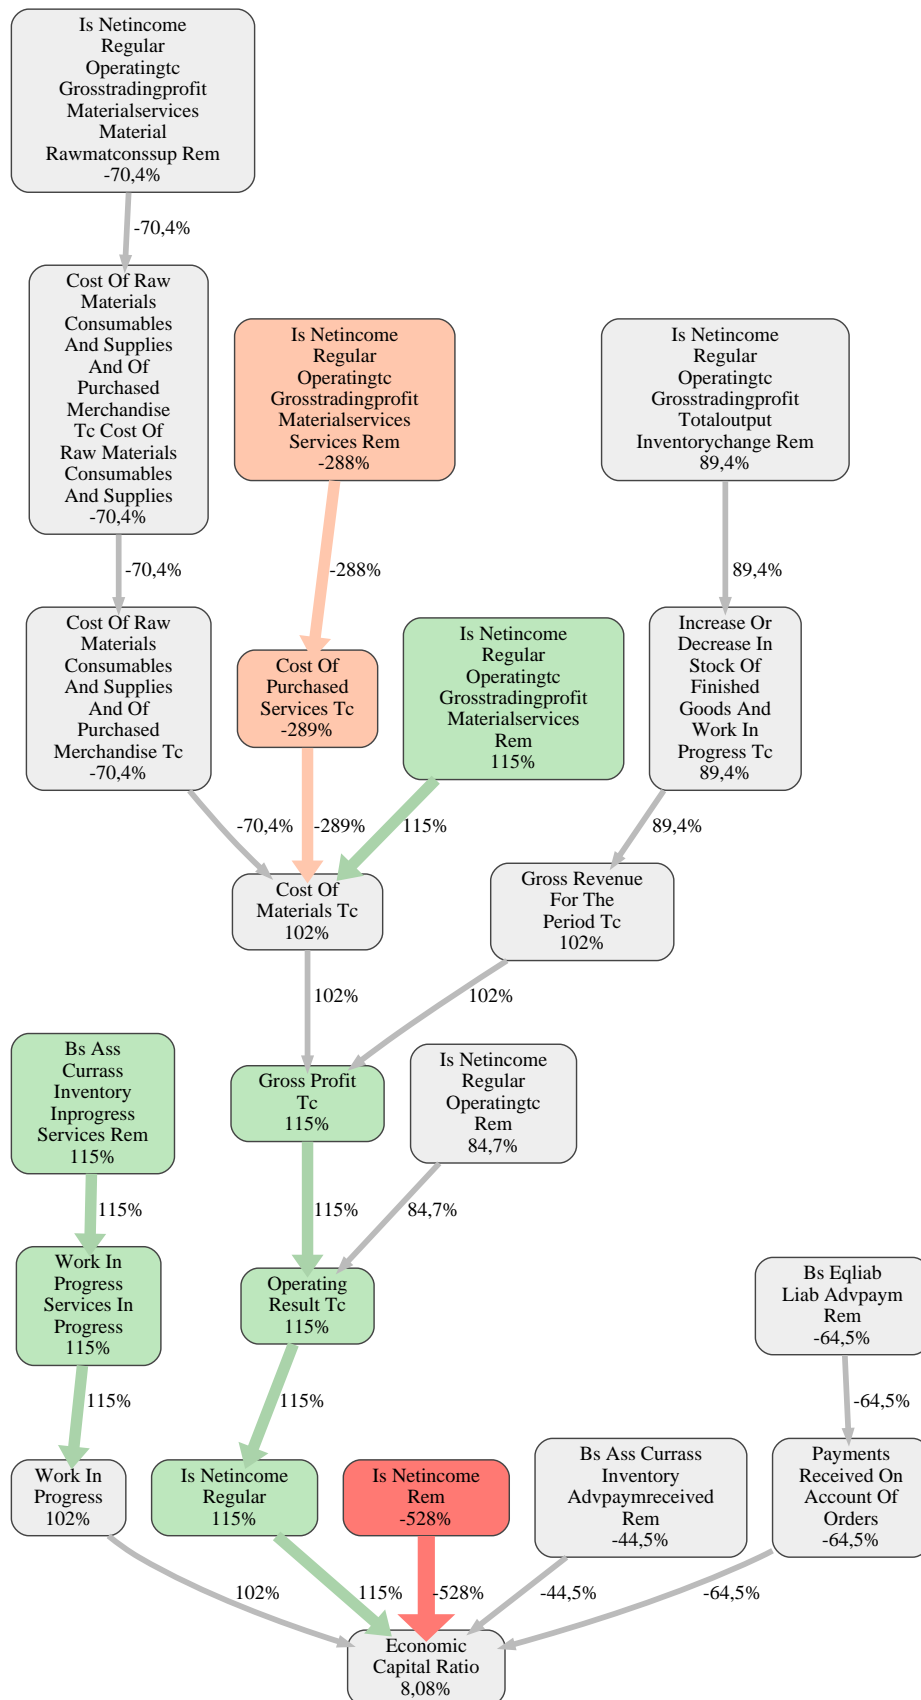 Is Netincome
Regular
Operatingtc
Grosstradingprofit
Materialservices
Material
Rawmatconssup Rem
-70,4%
-70,4%
Cost Of Raw
Materials
Consumables
And Supplies
And Of
Purchased
Merchandise
Tc Cost Of
Raw Materials
Consumables
And Supplies
-70,4%
Is Netincome
Regular
Operatingtc
Grosstradingprofit
Materialservices
Services Rem
-288%
Is Netincome
Regular
Operatingtc
Grosstradingprofit
Totaloutput
Inventorychange Rem
89,4%
-70,4%
-288%
89,4%
Cost Of Raw
Materials
Consumables
And Supplies
And Of
Purchased
Merchandise Tc
-70,4%
Cost Of
Purchased
Services Tc
-289%
Is Netincome
Regular
Operatingtc
Grosstradingprofit
Materialservices
Rem
115%
Increase Or
Decrease In
Stock Of
Finished
Goods And
Work In
Progress Tc
89,4%
-70,4%
-289%
115%
89,4%
Cost Of
Materials Tc
102%
Gross Revenue
For The
Period Tc
102%
102%
102%
Bs Ass
Currass
Inventory
Inprogress
Services Rem
115%
Gross Profit
Tc
115%
Is Netincome
Regular
Operatingtc
Rem
84,7%
115%
115%
84,7%
Work In
Progress
Services In
Progress
115%
Operating
Result Tc
115%
Bs Eqliab
Liab Advpaym
Rem
-64,5%
115%
115%
-64,5%
Work In
Progress
102%
Is Netincome
Regular
115%
Is Netincome
Rem
-528%
Bs Ass Currass
Inventory
Advpaymreceived
Rem
-44,5%
Payments
Received On
Account Of
Orders
-64,5%
102%
115%
-528%
-44,5%
-64,5%
Economic
Capital Ratio
8,08%